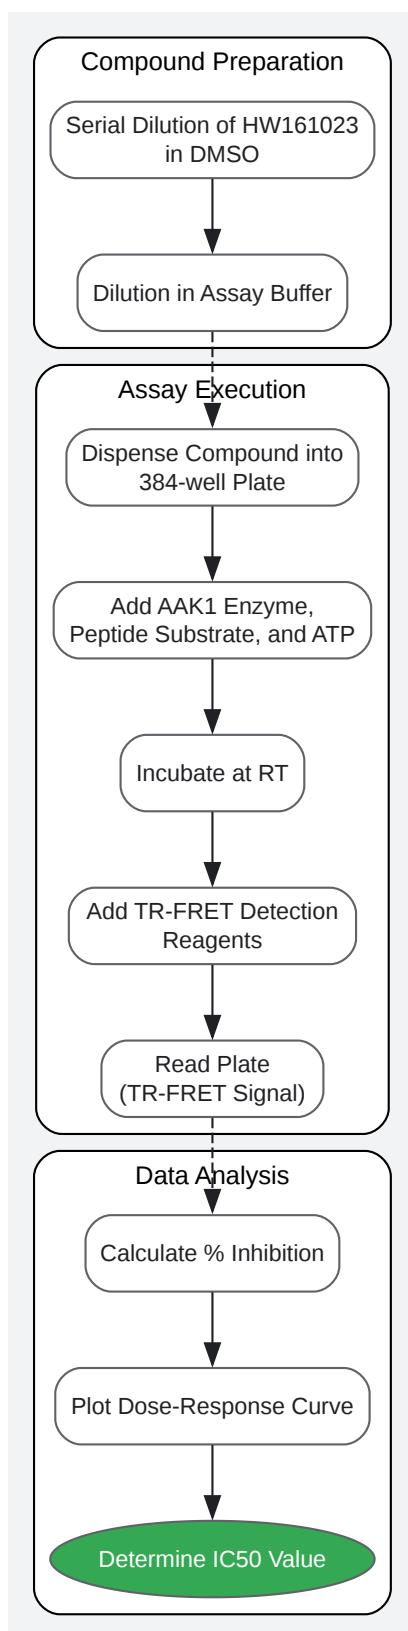 Compound Preparation
Serial Dilution of HW161023
in DMSO
Dilution in Assay Buffer
Assay Execution
Dispense Compound into
384-well Plate
Add AAK1 Enzyme,
Peptide Substrate, and ATP
Incubate at RT
Add TR-FRET Detection
Reagents
Read Plate
(TR-FRET Signal)
Data Analysis
Calculate % Inhibition
Plot Dose-Response Curve
Determine IC50 Value